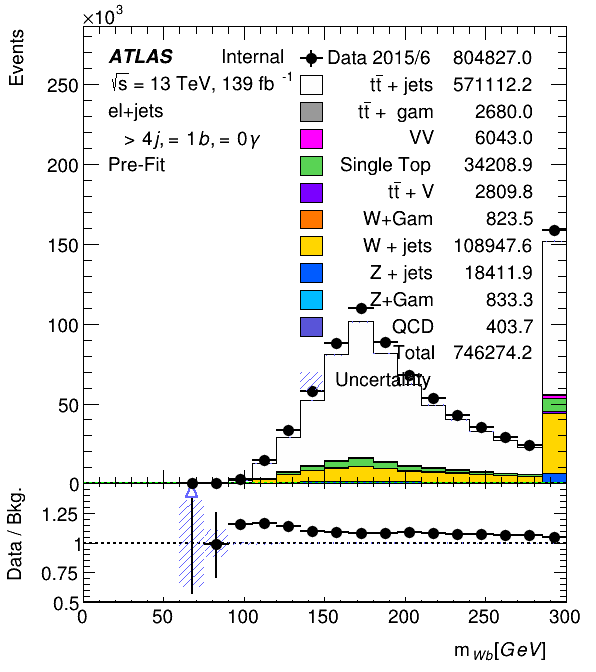 ×10³
Events
ATLAS Internal
√s = 13 TeV, 139 fb⁻¹
el+jets
> 4j, = 1b, = 0γ
Pre-Fit
Data 2015/6 804827.0
tt̄ + jets 571112.2
tt̄ + gam 2680.0
VV 6043.0
Single Top 34208.9
tt̄ + V 2809.8
W+Gam 823.5
W + jets 108947.6
Z + jets 18411.9
Z+Gam 833.3
QCD 403.7
Total 746274.2
Uncertainty
250
200
150
100
50
0
Data / Bkg.
1.25
1
0.75
0.5
0 50 100 150 200 250 300
m_Wb[GeV]